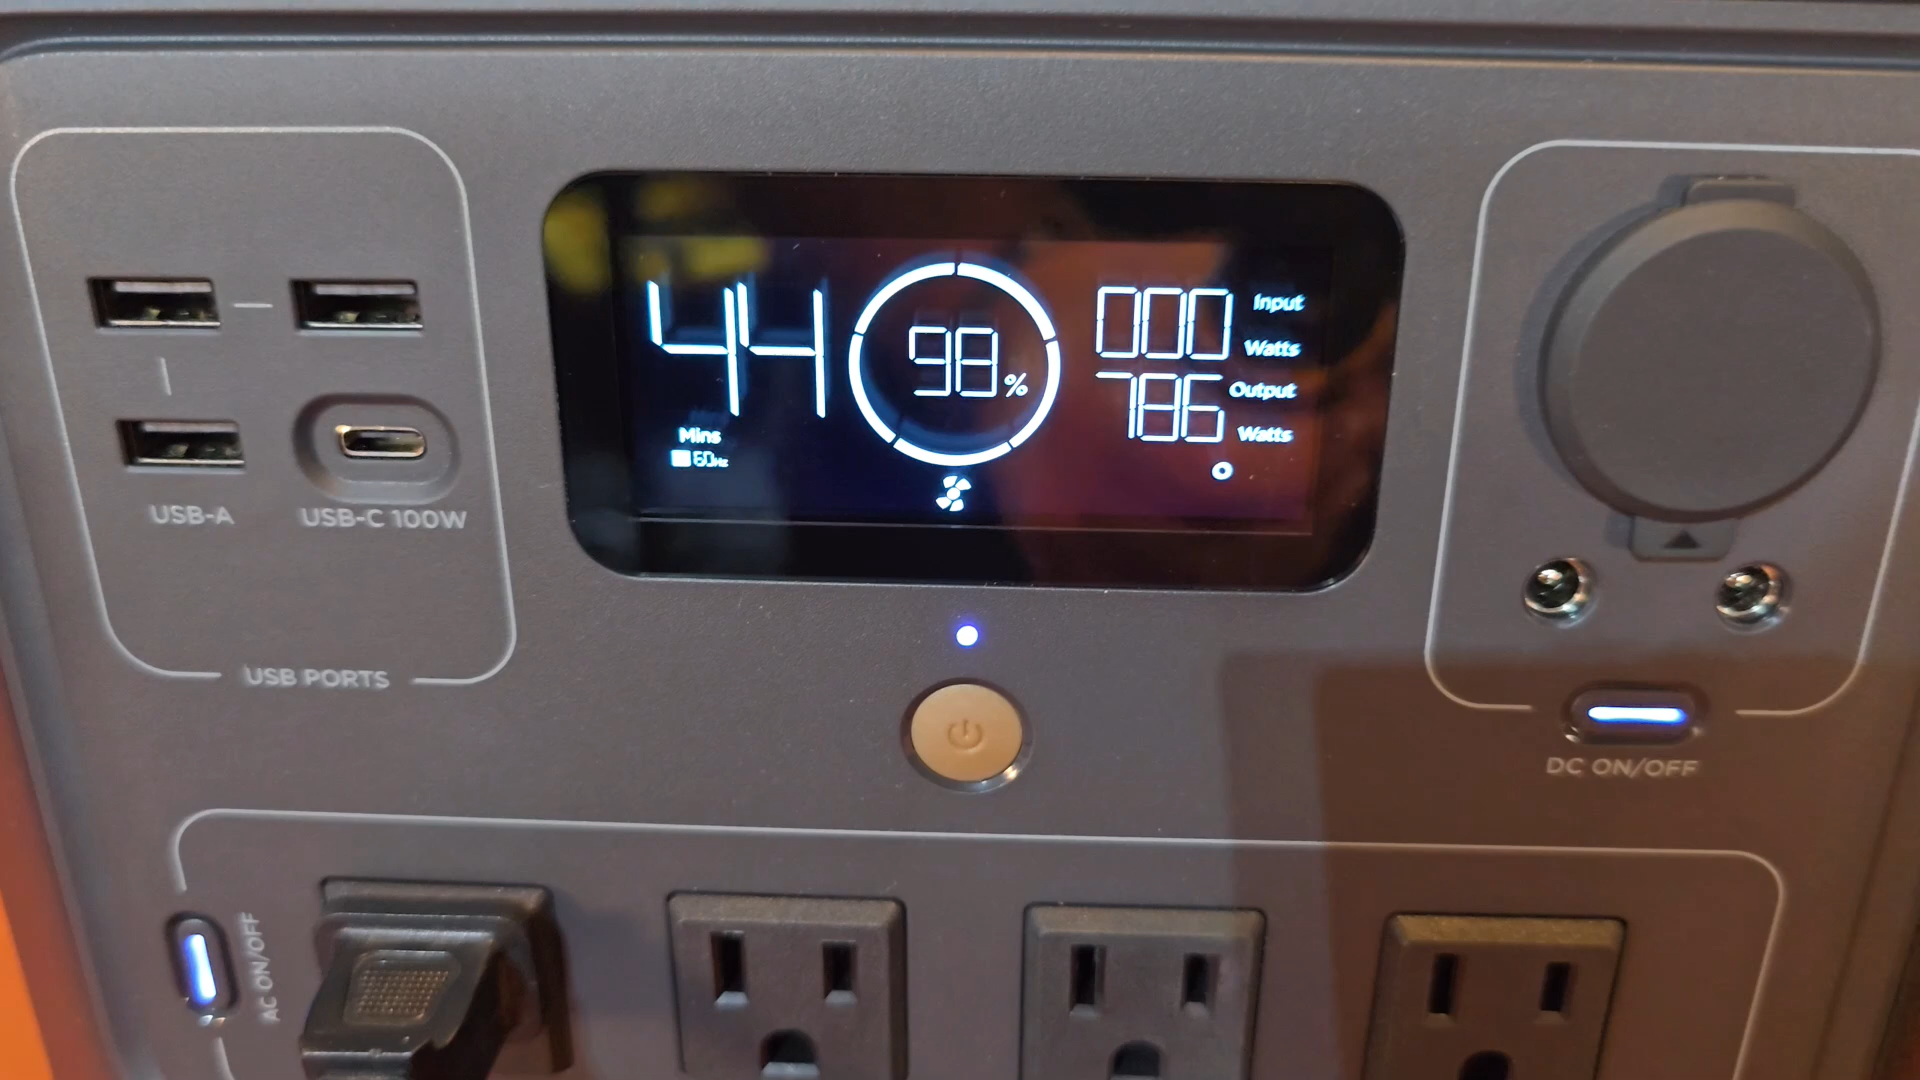 44
Mins
60Hz
98%
000 Input
Watts
786 Output
Watts
USB-A
USB-C 100W
USB PORTS
DC ON/OFF
AC ON/OFF